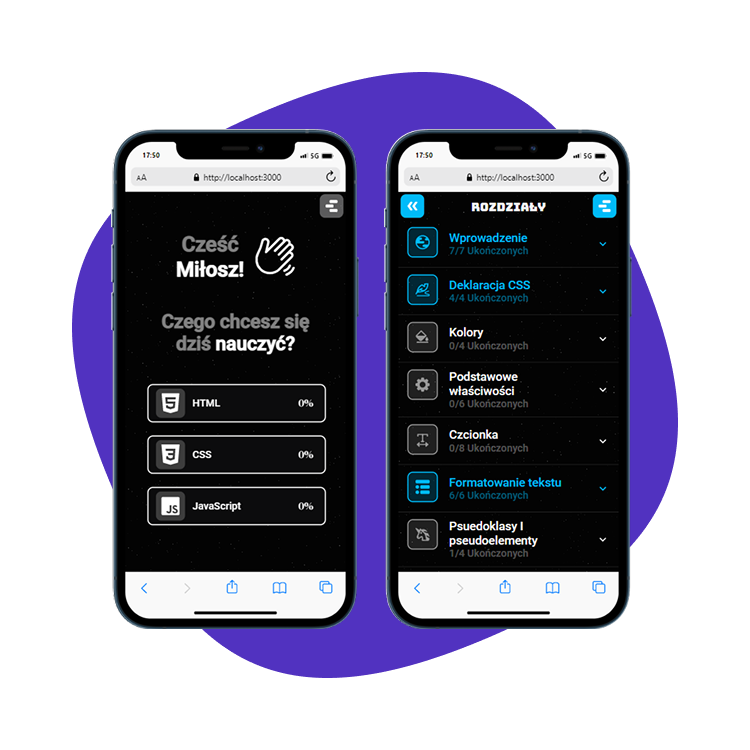 17:50
5G
AA
http://localhost:3000
Cześć
Miłosz!
Czego chcesz się
dziś nauczyć?
5 HTML 0%
3 CSS 0%
JS JavaScript 0%
17:50
5G
AA
http://localhost:3000
ROZDZIAŁY
Wprowadzenie
7/7 Ukończonych
Deklaracja CSS
4/4 Ukończonych
Kolory
0/4 Ukończonych
Podstawowe
właściwości
0/6 Ukończonych
T Czcionka
0/8 Ukończonych
Formatowanie tekstu
6/6 Ukończonych
Psuedoklasy I
pseudoelementy
1/4 Ukończonych